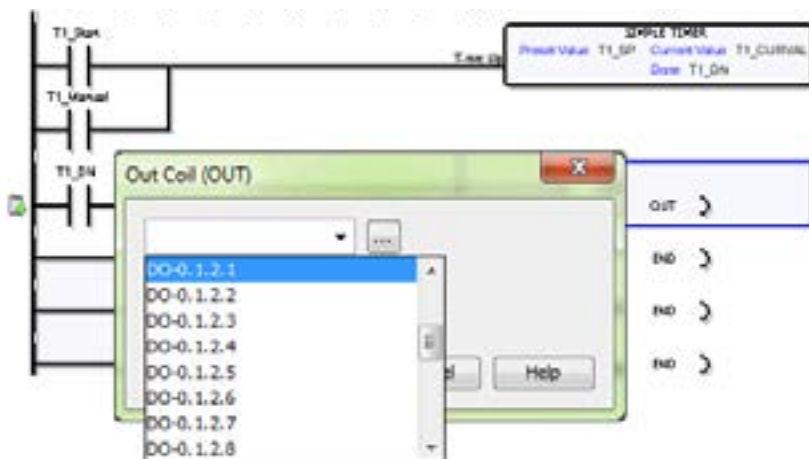 T1_Start
SIMPLE TIMER
Preset Value T1_SP Current Value T1_CURVAL
Done T1_DN
T1_Manual
T1_DN
Out Coil (OUT)
OUT
...
DO-0.1.2.1
DO-0.1.2.2
END
DO-0.1.2.3
DO-0.1.2.4
END
DO-0.1.2.5
Help
END
DO-0.1.2.6
DO-0.1.2.7
DO-0.1.2.8